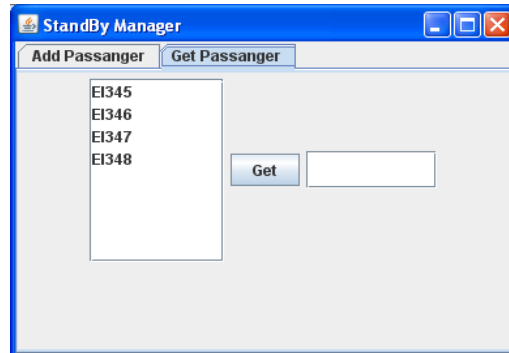 StandBy Manager
Add Passanger Get Passanger
EI345
EI346
EI347
EI348
Get